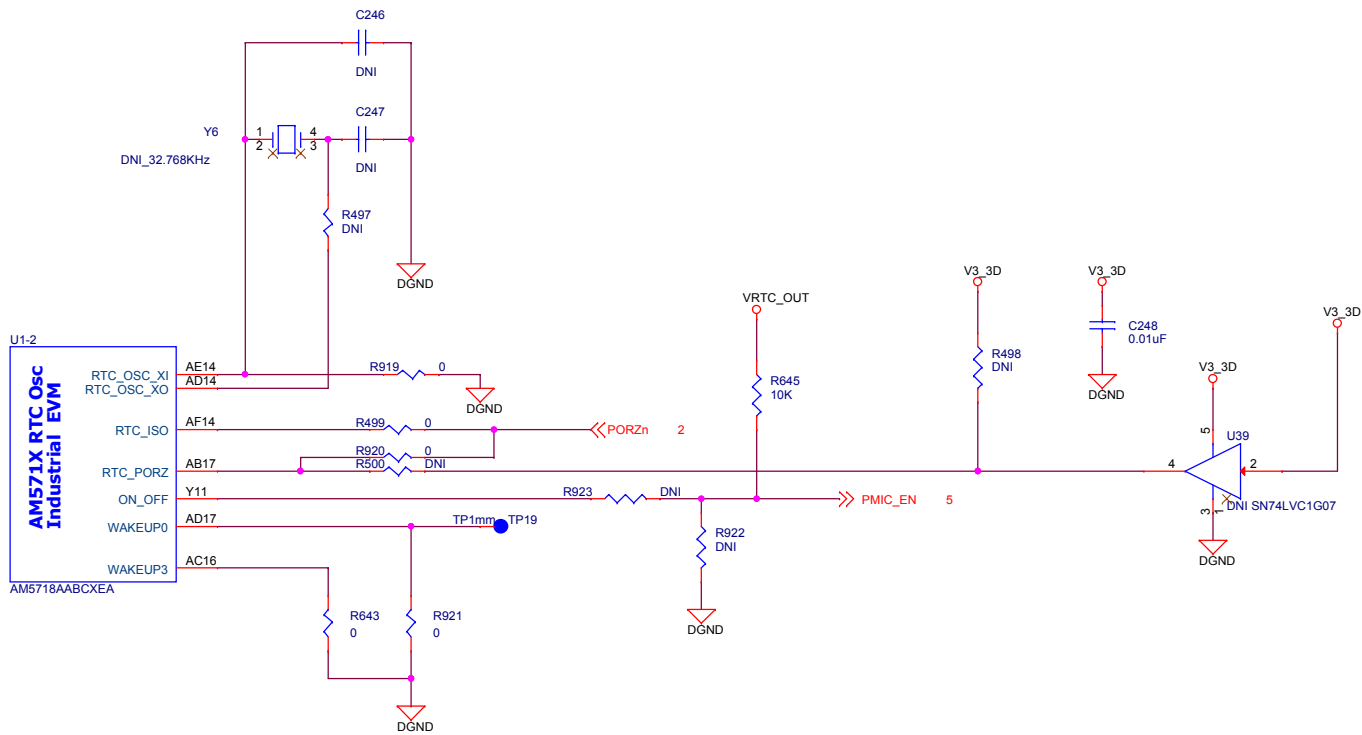 C246
DNI
C247
Y6
1
2
4
3
DNI
DNI_32.768KHz
R497
DNI
DGND
V3_3D
V3_3D
VRTC_OUT
V3_3D
C248
0.01uF
U1-2
R498
DNI
AM571X RTC Osc
Industrial EVM
RTC_OSC_XI
AE14
R919
0
V3_3D
RTC_OSC_XO
AD14
R645
10K
DGND
DGND
RTC_ISO
AF14
R499
0
PORZn
2
5
U39
R920
0
RTC_PORZ
AB17
R500
DNI
4
2
ON_OFF
Y11
R923
DNI
PMIC_EN
5
3
1
DNI SN74LVC1G07
WAKEUP0
AD17
TP1mm
TP19
R922
DNI
DGND
WAKEUP3
AC16
AM5718AABCXEA
R643
0
R921
0
DGND
DGND